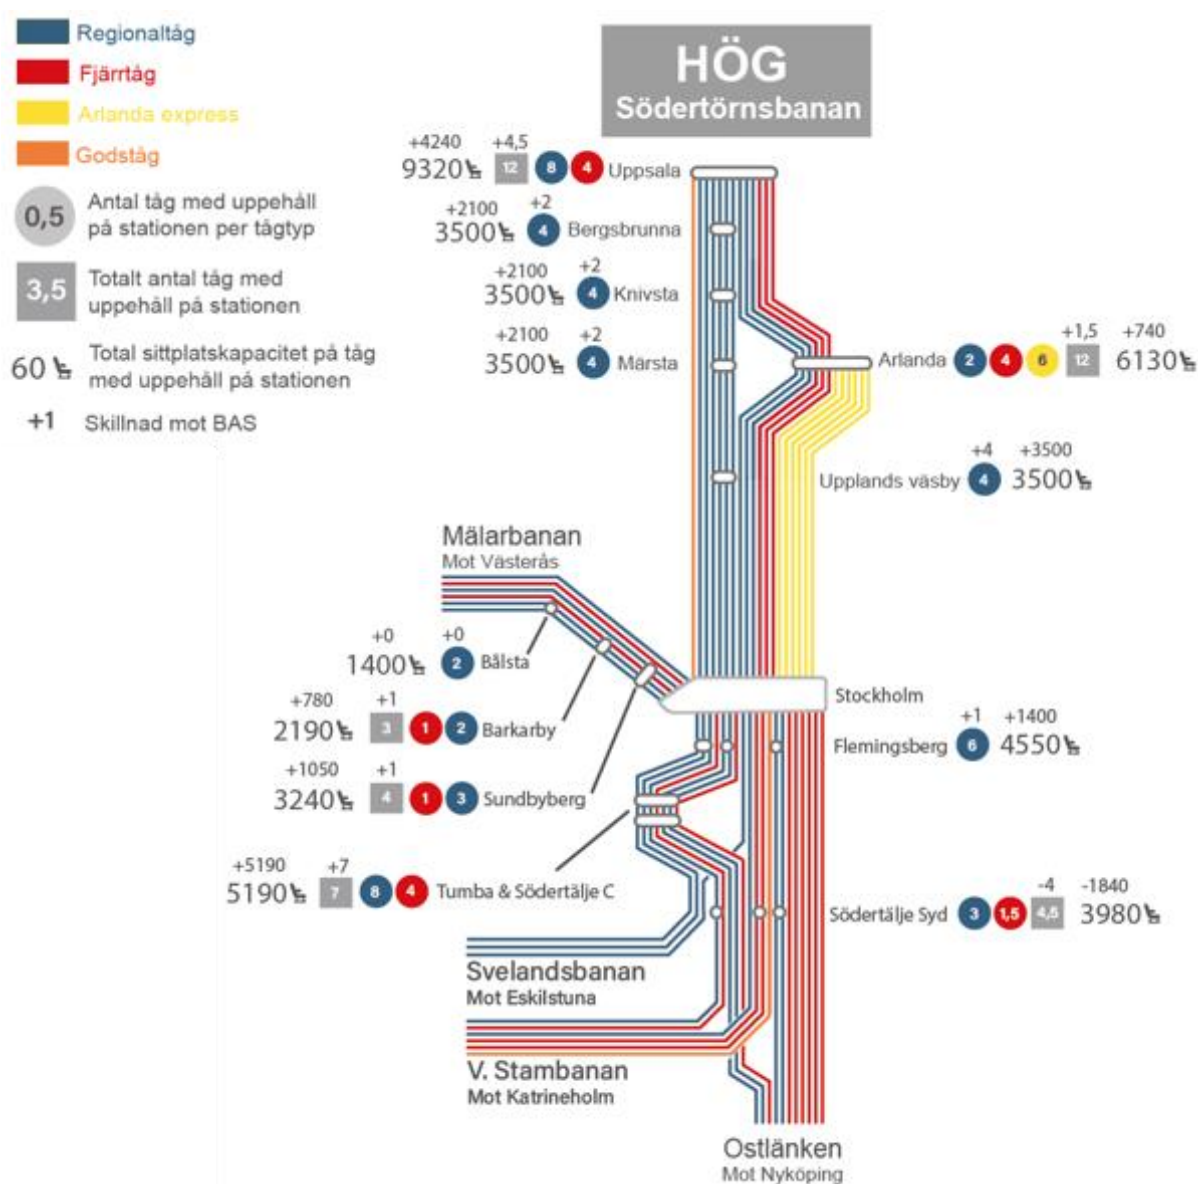 Regionaltåg
Fjärrtåg
Arlanda express
Godståg
0,5
Antal tåg med uppehåll
på stationen per tågtyp
3,5
Totalt antal tåg med
uppehåll på stationen
60
Total sittplatskapacitet på tåg
med uppehåll på stationen
+1
Skillnad mot BAS
HÖG
Södertörnsbanan
+4240 +4,5
9320 12 8 4 Uppsala
+2100 +2
3500 4 Bergsbrunna
+2100 +2
3500 4 Knivsta
+2100 +2
3500 4 Märsta
+1,5 +740
Arlanda 2 4 6 12 6130
+4 +3500
Upplands väsby 4 3500
Mälarbanan
Mot Västerås
+0 +0
1400 2 Bålsta
+780 +1
2190 3 1 2 Barkarby
+1050 +1
3240 4 1 3 Sundbyberg
Stockholm
+1 +1400
Flemingsberg 6 4550
+5190 +7
5190 7 8 4 Tumba & Södertälje C
-4 -1840
Södertälje Syd 3 1,5 4,5 3980
Svelandsbanan
Mot Eskilstuna
V. Stambanan
Mot Katrineholm
Ostlänken
Mot Nyköping